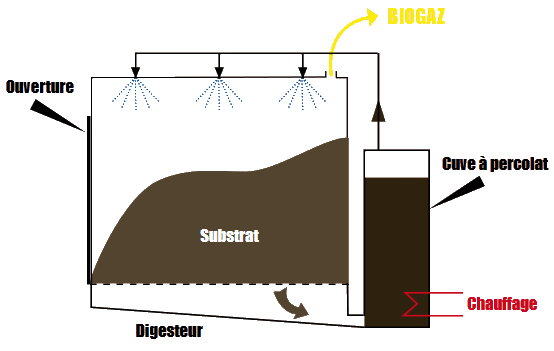 BIOGAZ
Ouverture
Cuve à percolat
Substrat
Chauffage
Digesteur